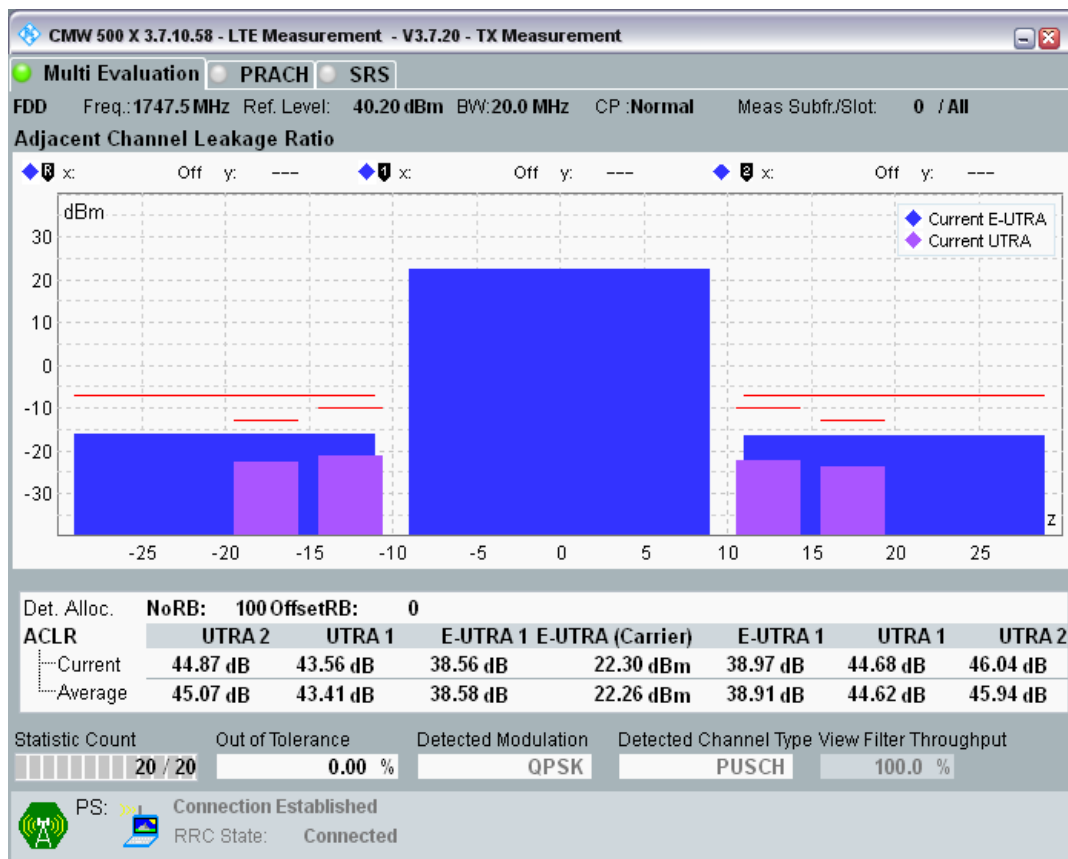 CMW 500 X 3.7.10.58 - LTE Measurement - V3.7.20 - TX Measurement
Multi Evaluation PRACH SRS
FDD Freq.:1747.5 MHz Ref. Level: 40.20 dBm BW:20.0 MHz CP :Normal Meas Subfr./Slot: 0 / All
Adjacent Channel Leakage Ratio
R x: Off y: --- 1 x: Off y: --- 2 x: Off y: ---
dBm
Current E-UTRA
Current UTRA
30
20
10
0
-10
-20
-30
z
-25 -20 -15 -10 -5 0 5 10 15 20 25
Det. Alloc. NoRB: 100 OffsetRB: 0
ACLR UTRA 2 UTRA 1 E-UTRA 1 E-UTRA (Carrier) E-UTRA 1 UTRA 1 UTRA 2
Current 44.87 dB 43.56 dB 38.56 dB 22.30 dBm 38.97 dB 44.68 dB 46.04 dB
Average 45.07 dB 43.41 dB 38.58 dB 22.26 dBm 38.91 dB 44.62 dB 45.94 dB
Statistic Count Out of Tolerance Detected Modulation Detected Channel Type View Filter Throughput
20 / 20 0.00 % QPSK PUSCH 100.0 %
PS: Connection Established
RRC State: Connected